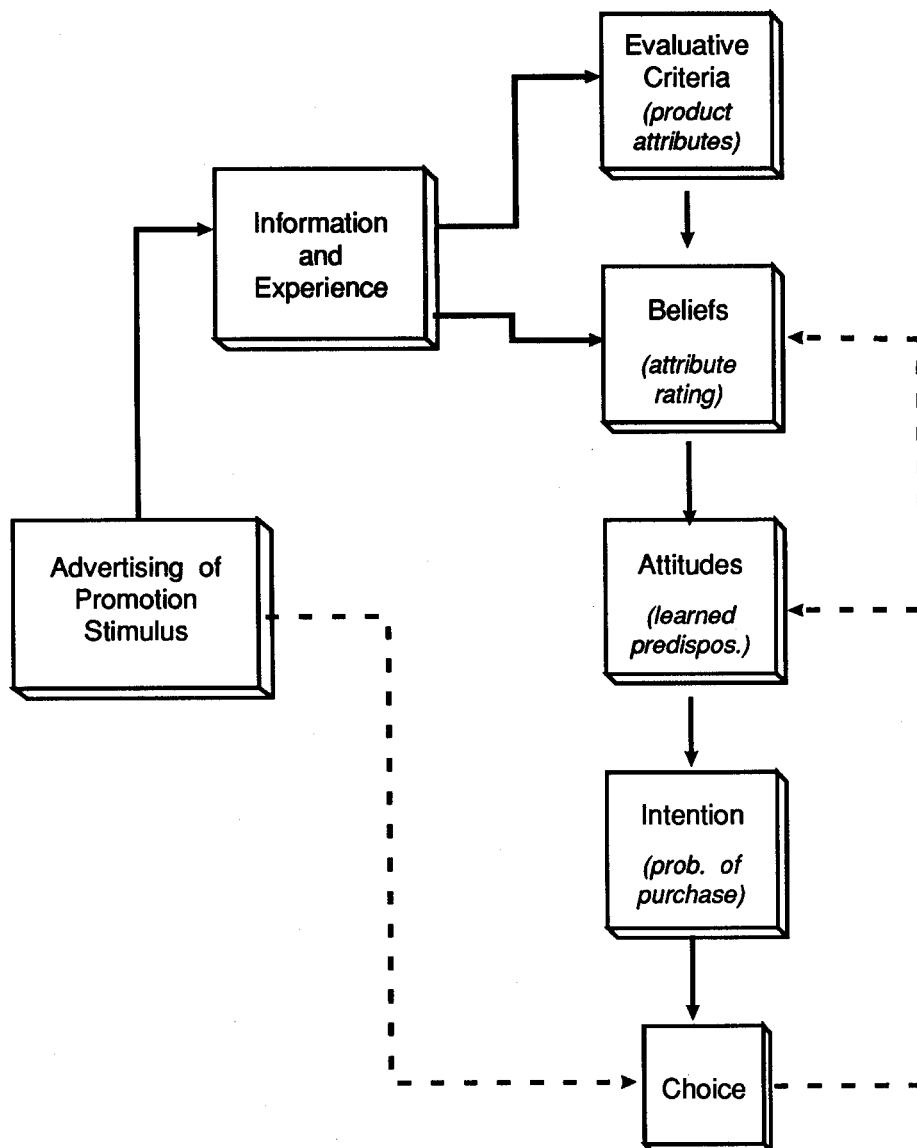 Evaluative
Criteria
(product
attributes)
Information
and
Experience
Beliefs
(attribute
rating)
Advertising of
Promotion
Stimulus
Attitudes
(learned
predispos.)
Intention
(prob. of
purchase)
Choice